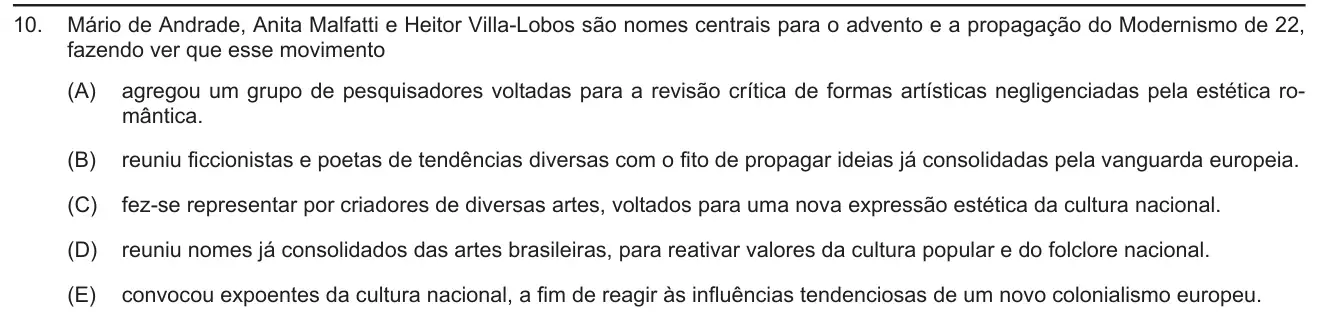 10. Mário de Andrade, Anita Malfatti e Heitor Villa-Lobos são nomes centrais para o advento e a propagação do Modernismo de 22,
fazendo ver que esse movimento
(A) agregou um grupo de pesquisadores voltadas para a revisão crítica de formas artísticas negligenciadas pela estética ro-
mântica.
(B) reuniu ficcionistas e poetas de tendências diversas com o fito de propagar ideias já consolidadas pela vanguarda europeia.
(C) fez-se representar por criadores de diversas artes, voltados para uma nova expressão estética da cultura nacional.
(D) reuniu nomes já consolidados das artes brasileiras, para reativar valores da cultura popular e do folclore nacional.
(E) convocou expoentes da cultura nacional, a fim de reagir às influências tendenciosas de um novo colonialismo europeu.